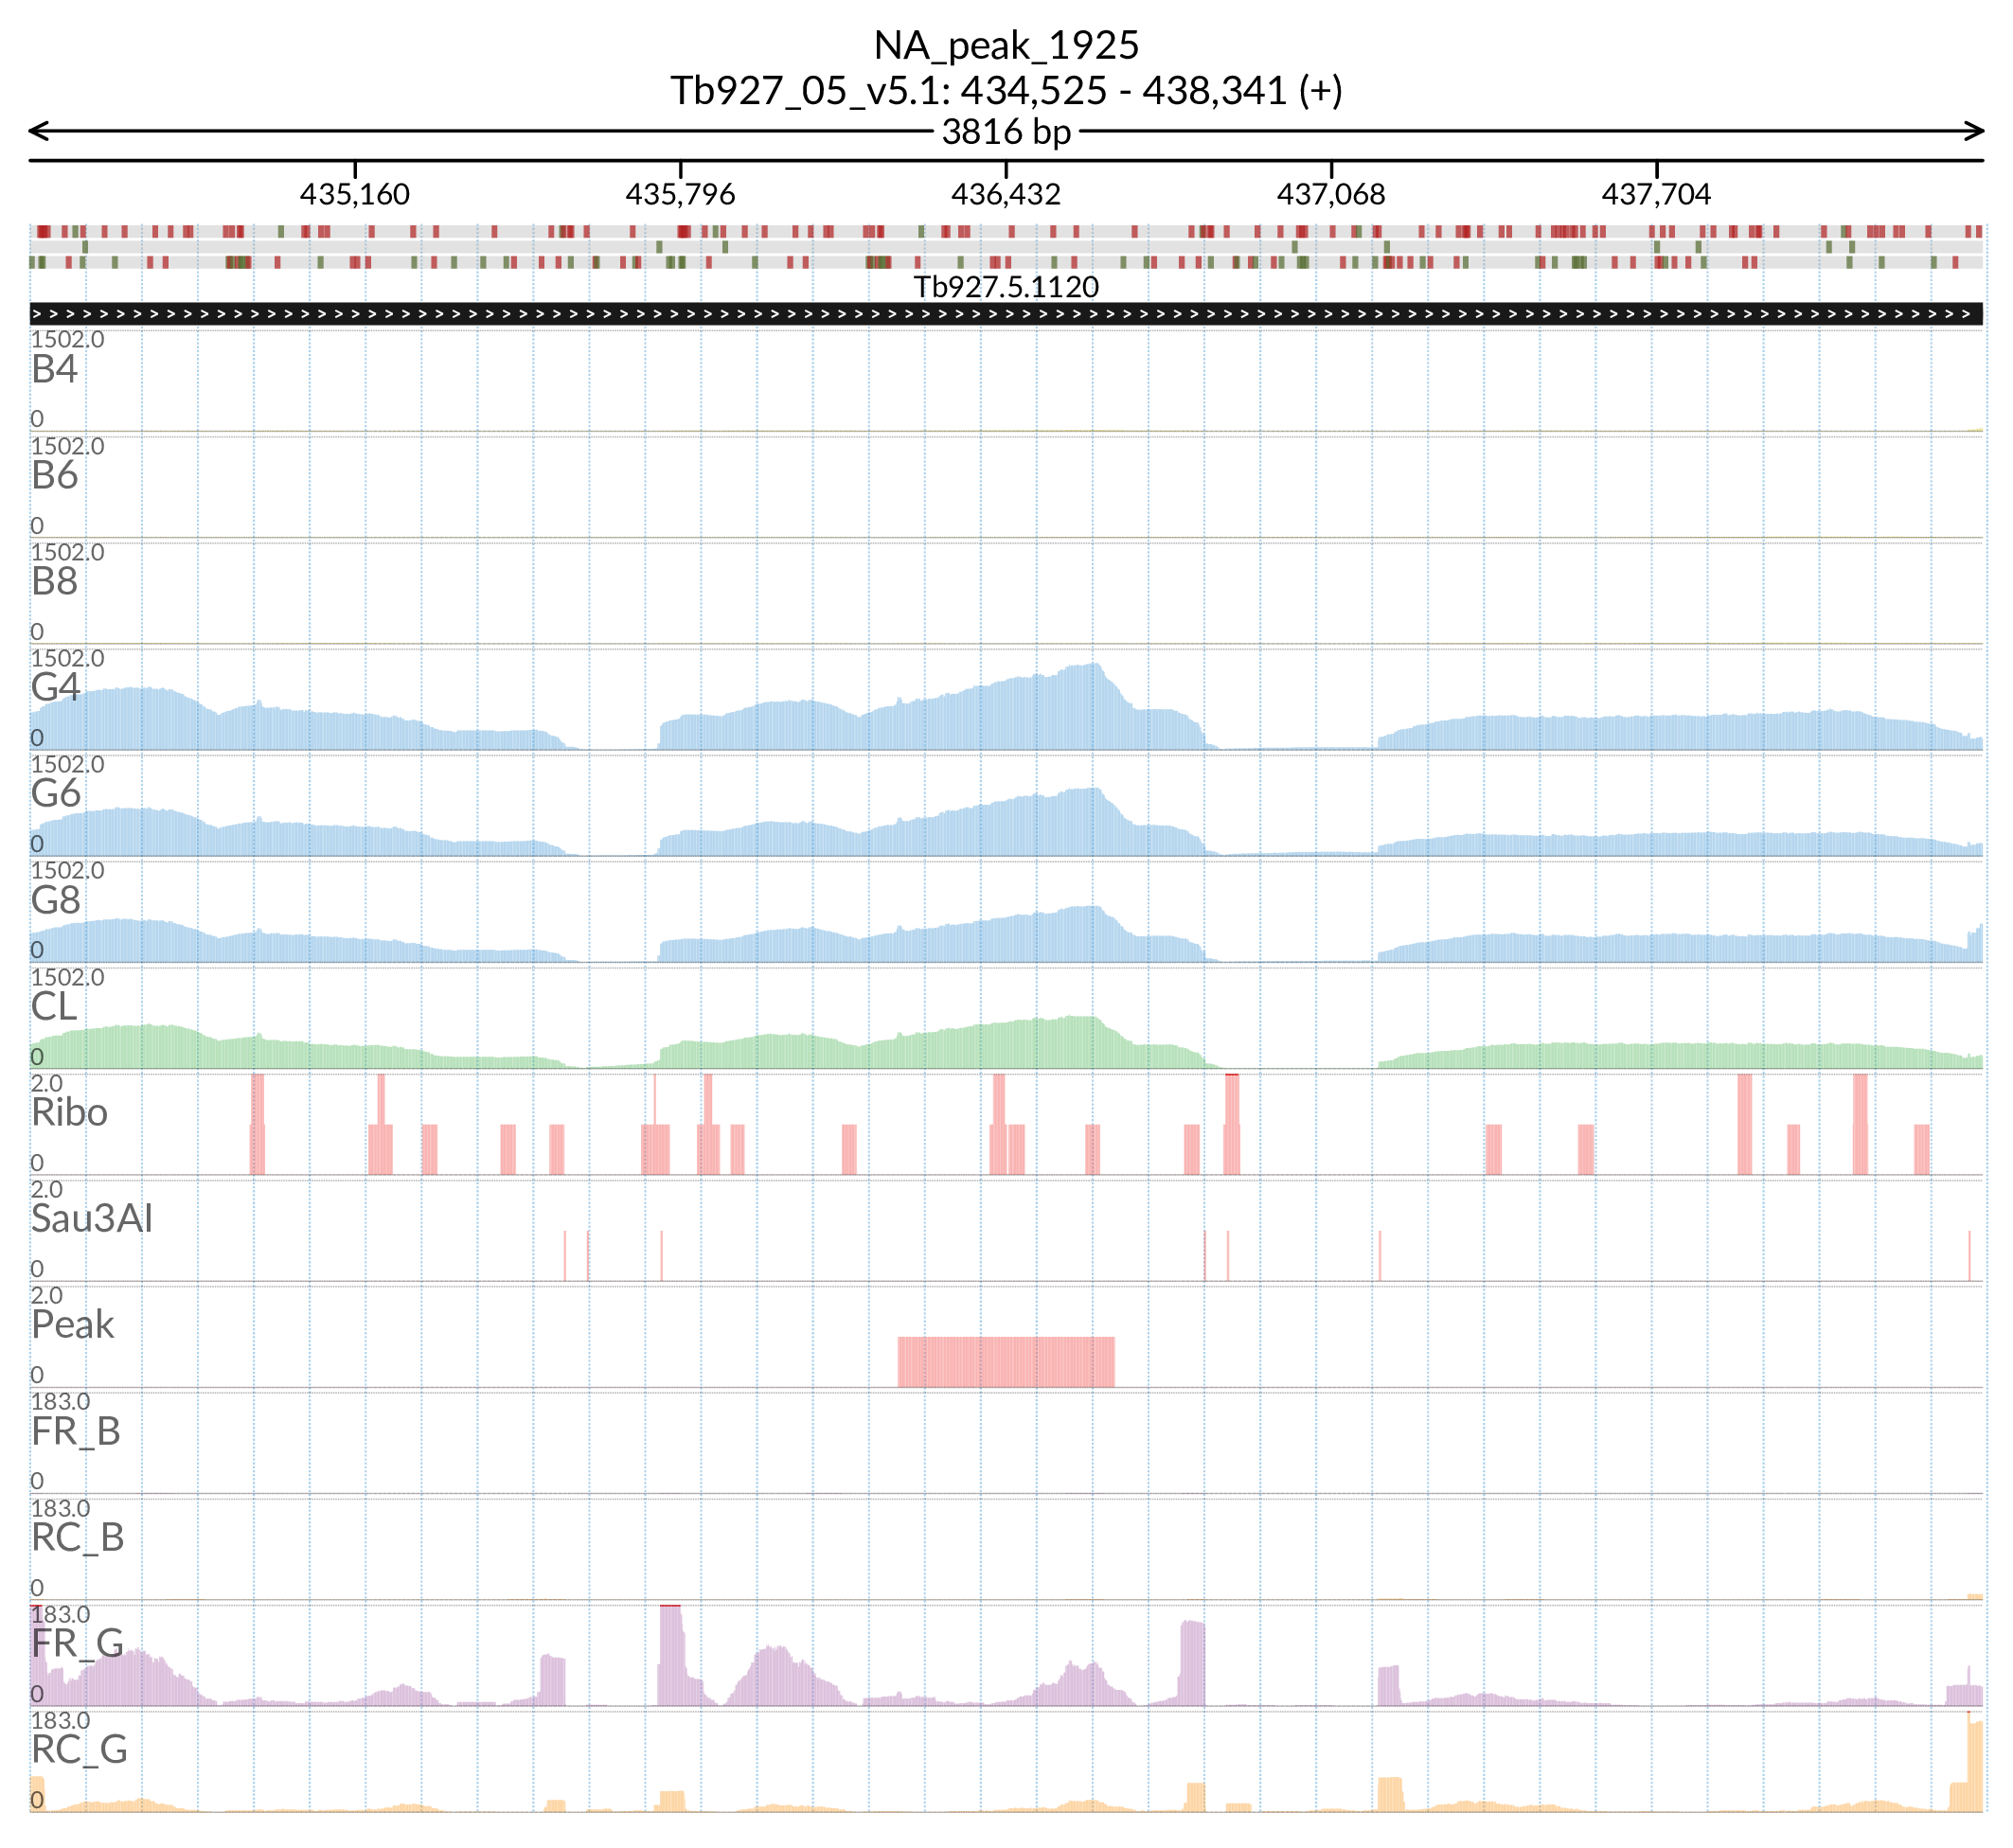 NA_peak_1925
Tb927_05_v5.1: 434,525 - 438,341 (+)
3816 bp
435,160 435,796 436,432 437,068 437,704
Tb927.5.1120
1502.0
B4
0
1502.0
B6
0
1502.0
B8
0
1502.0
G4
0
1502.0
G6
0
1502.0
G8
0
1502.0
CL
0
2.0
Ribo
0
2.0
Sau3AI
0
2.0
Peak
0
183.0
FR_B
0
183.0
RC_B
0
183.0
FR_G
0
183.0
RC_G
0